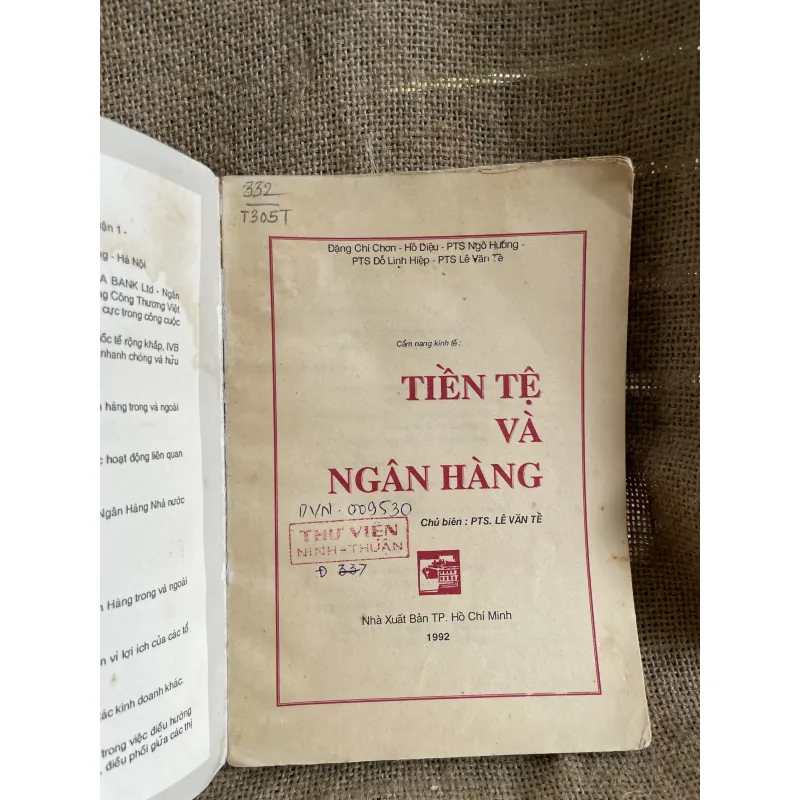 ận 1 -
g - Hà Nội
A BANK Ltd - Ngân
ng Công Thương Việt
cực trong công cuộc
ốc tế rộng khắp, IVB
nhanh chóng và hữu
hàng trong và ngoài
hoạt động liên quan
Ngân Hàng Nhà nước
Hàng trong và ngoài
n vì lợi ích của các tổ
ác kinh doanh khác.
trong việc điều hướng
, điều phối giữa các thị
332
T305T
Đặng Chí Chơn - Hồ Diệu - PTS Ngô Hướng -
PTS Đỗ Linh Hiệp - PTS Lê Văn Tề
Cẩm nang kinh tế :
TIỀN TỆ
VÀ
NGÂN HÀNG
DVN . 009530
Chủ biên : PTS. LÊ VĂN TỀ
THƯ VIỆN
NINH-THUẬN
Đ 337
Nhà Xuất Bản TP. Hồ Chí Minh
1992